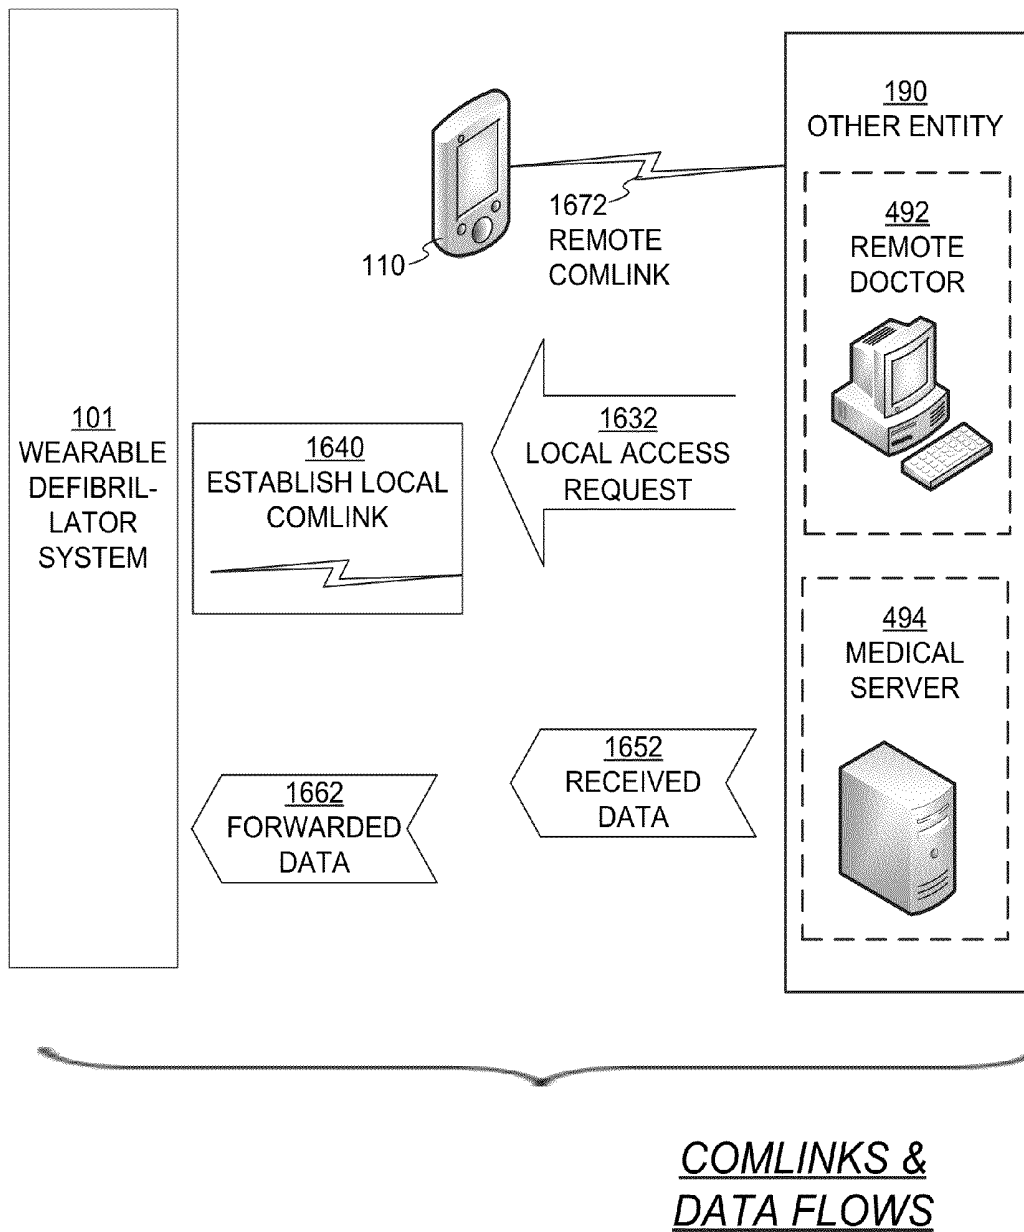 190
OTHER ENTITY
492
REMOTE
DOCTOR
1672
REMOTE
COMLINK
110
101
WEARABLE
DEFIBRIL-
LATOR
SYSTEM
1640
ESTABLISH LOCAL
COMLINK
1632
LOCAL ACCESS
REQUEST
494
MEDICAL
SERVER
1652
RECEIVED
DATA
1662
FORWARDED
DATA
COMLINKS &
DATA FLOWS